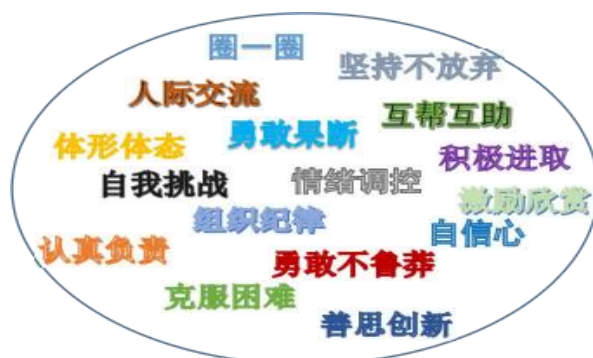 圈一圈
坚持不放弃
人际交流
互帮互助
勇敢果断
体形体态
积极进取
自我挑战
情绪调控
激励欣赏
组织纪律
自信心
认真负责
勇敢不鲁莽
克服困难
善思创新